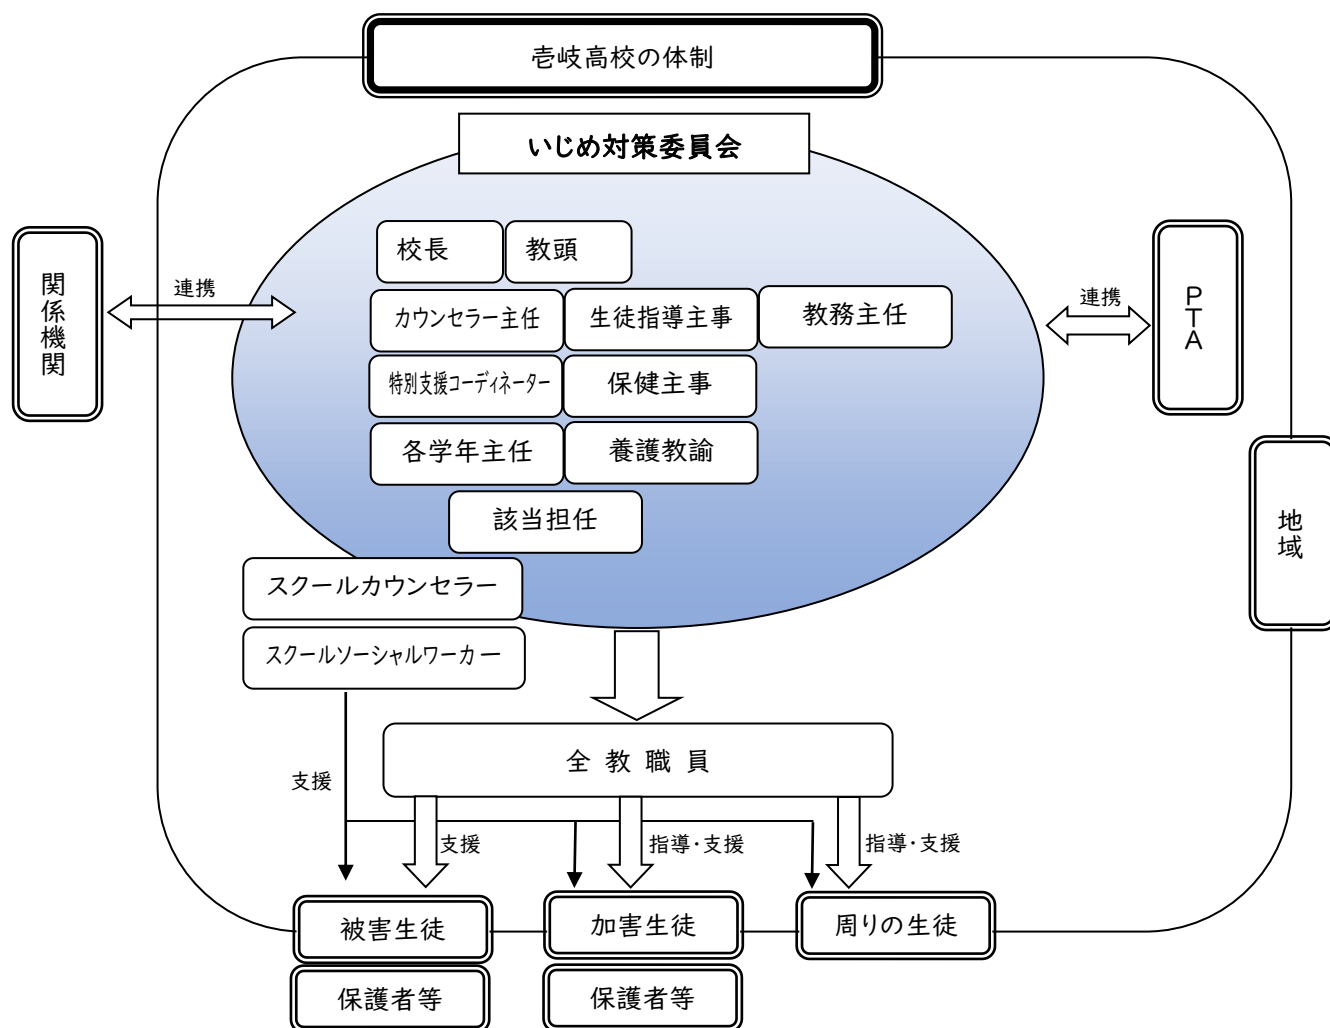 壱岐高校の体制
いじめ対策委員会
校長
教頭
カウンセラー主任
生徒指導主事
教務主任
特別支援コーディネーター
保健主事
各学年主任
養護教諭
該当担任
スクールカウンセラー
スクールソーシャルワーカー
関係機関
連携
連携
PTA
地域
全教職員
支援
支援
指導・支援
指導・支援
被害生徒
加害生徒
周りの生徒
保護者等
保護者等